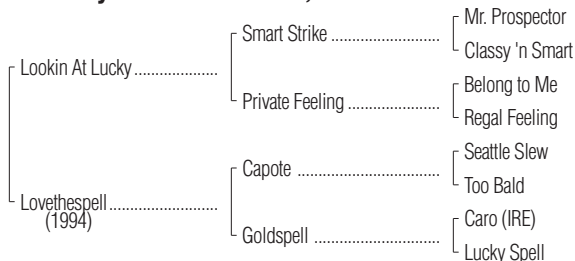 Mr. Prospector
Smart Strike ........................
Classy 'n Smart
Lookin At Lucky ...................
Belong to Me
Private Feeling ....................
Regal Feeling
Seattle Slew
Capote ................................
Too Bald
Lovethespell ........................
(1994)
Caro (IRE)
Goldspell ............................
Lucky Spell